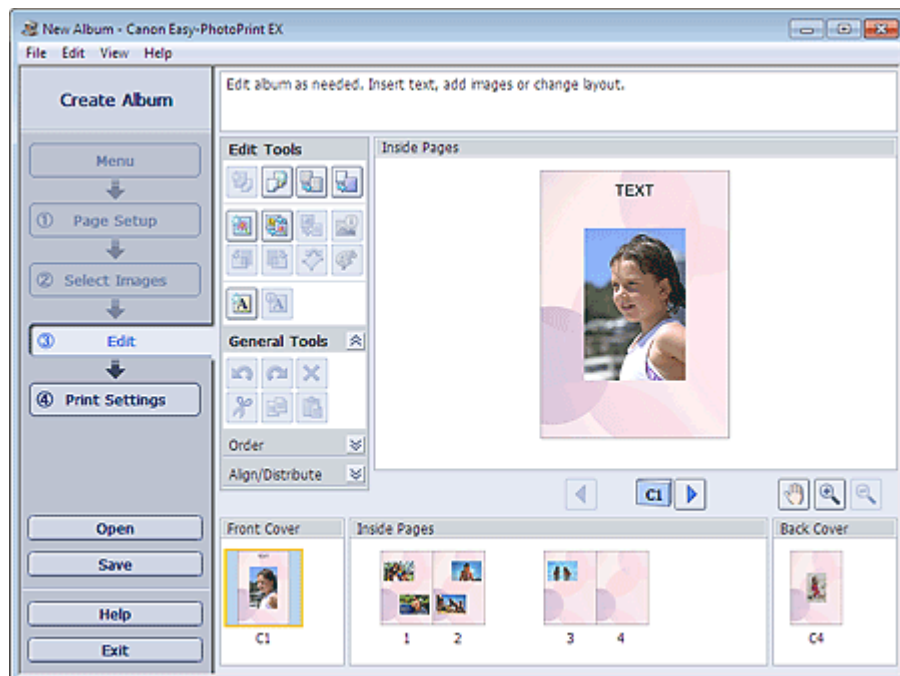 New Album - Canon Easy-PhotoPrint EX
File Edit View Help
Create Album
Edit album as needed. Insert text, add images or change layout.
Menu
① Page Setup
② Select Images
③ Edit
④ Print Settings
Open
Save
Help
Exit
Edit Tools
A A
General Tools
Order
Align/Distribute
Inside Pages
TEXT
C1
Front Cover
TEXT
C1
Inside Pages
1 2 3 4
Back Cover
C4